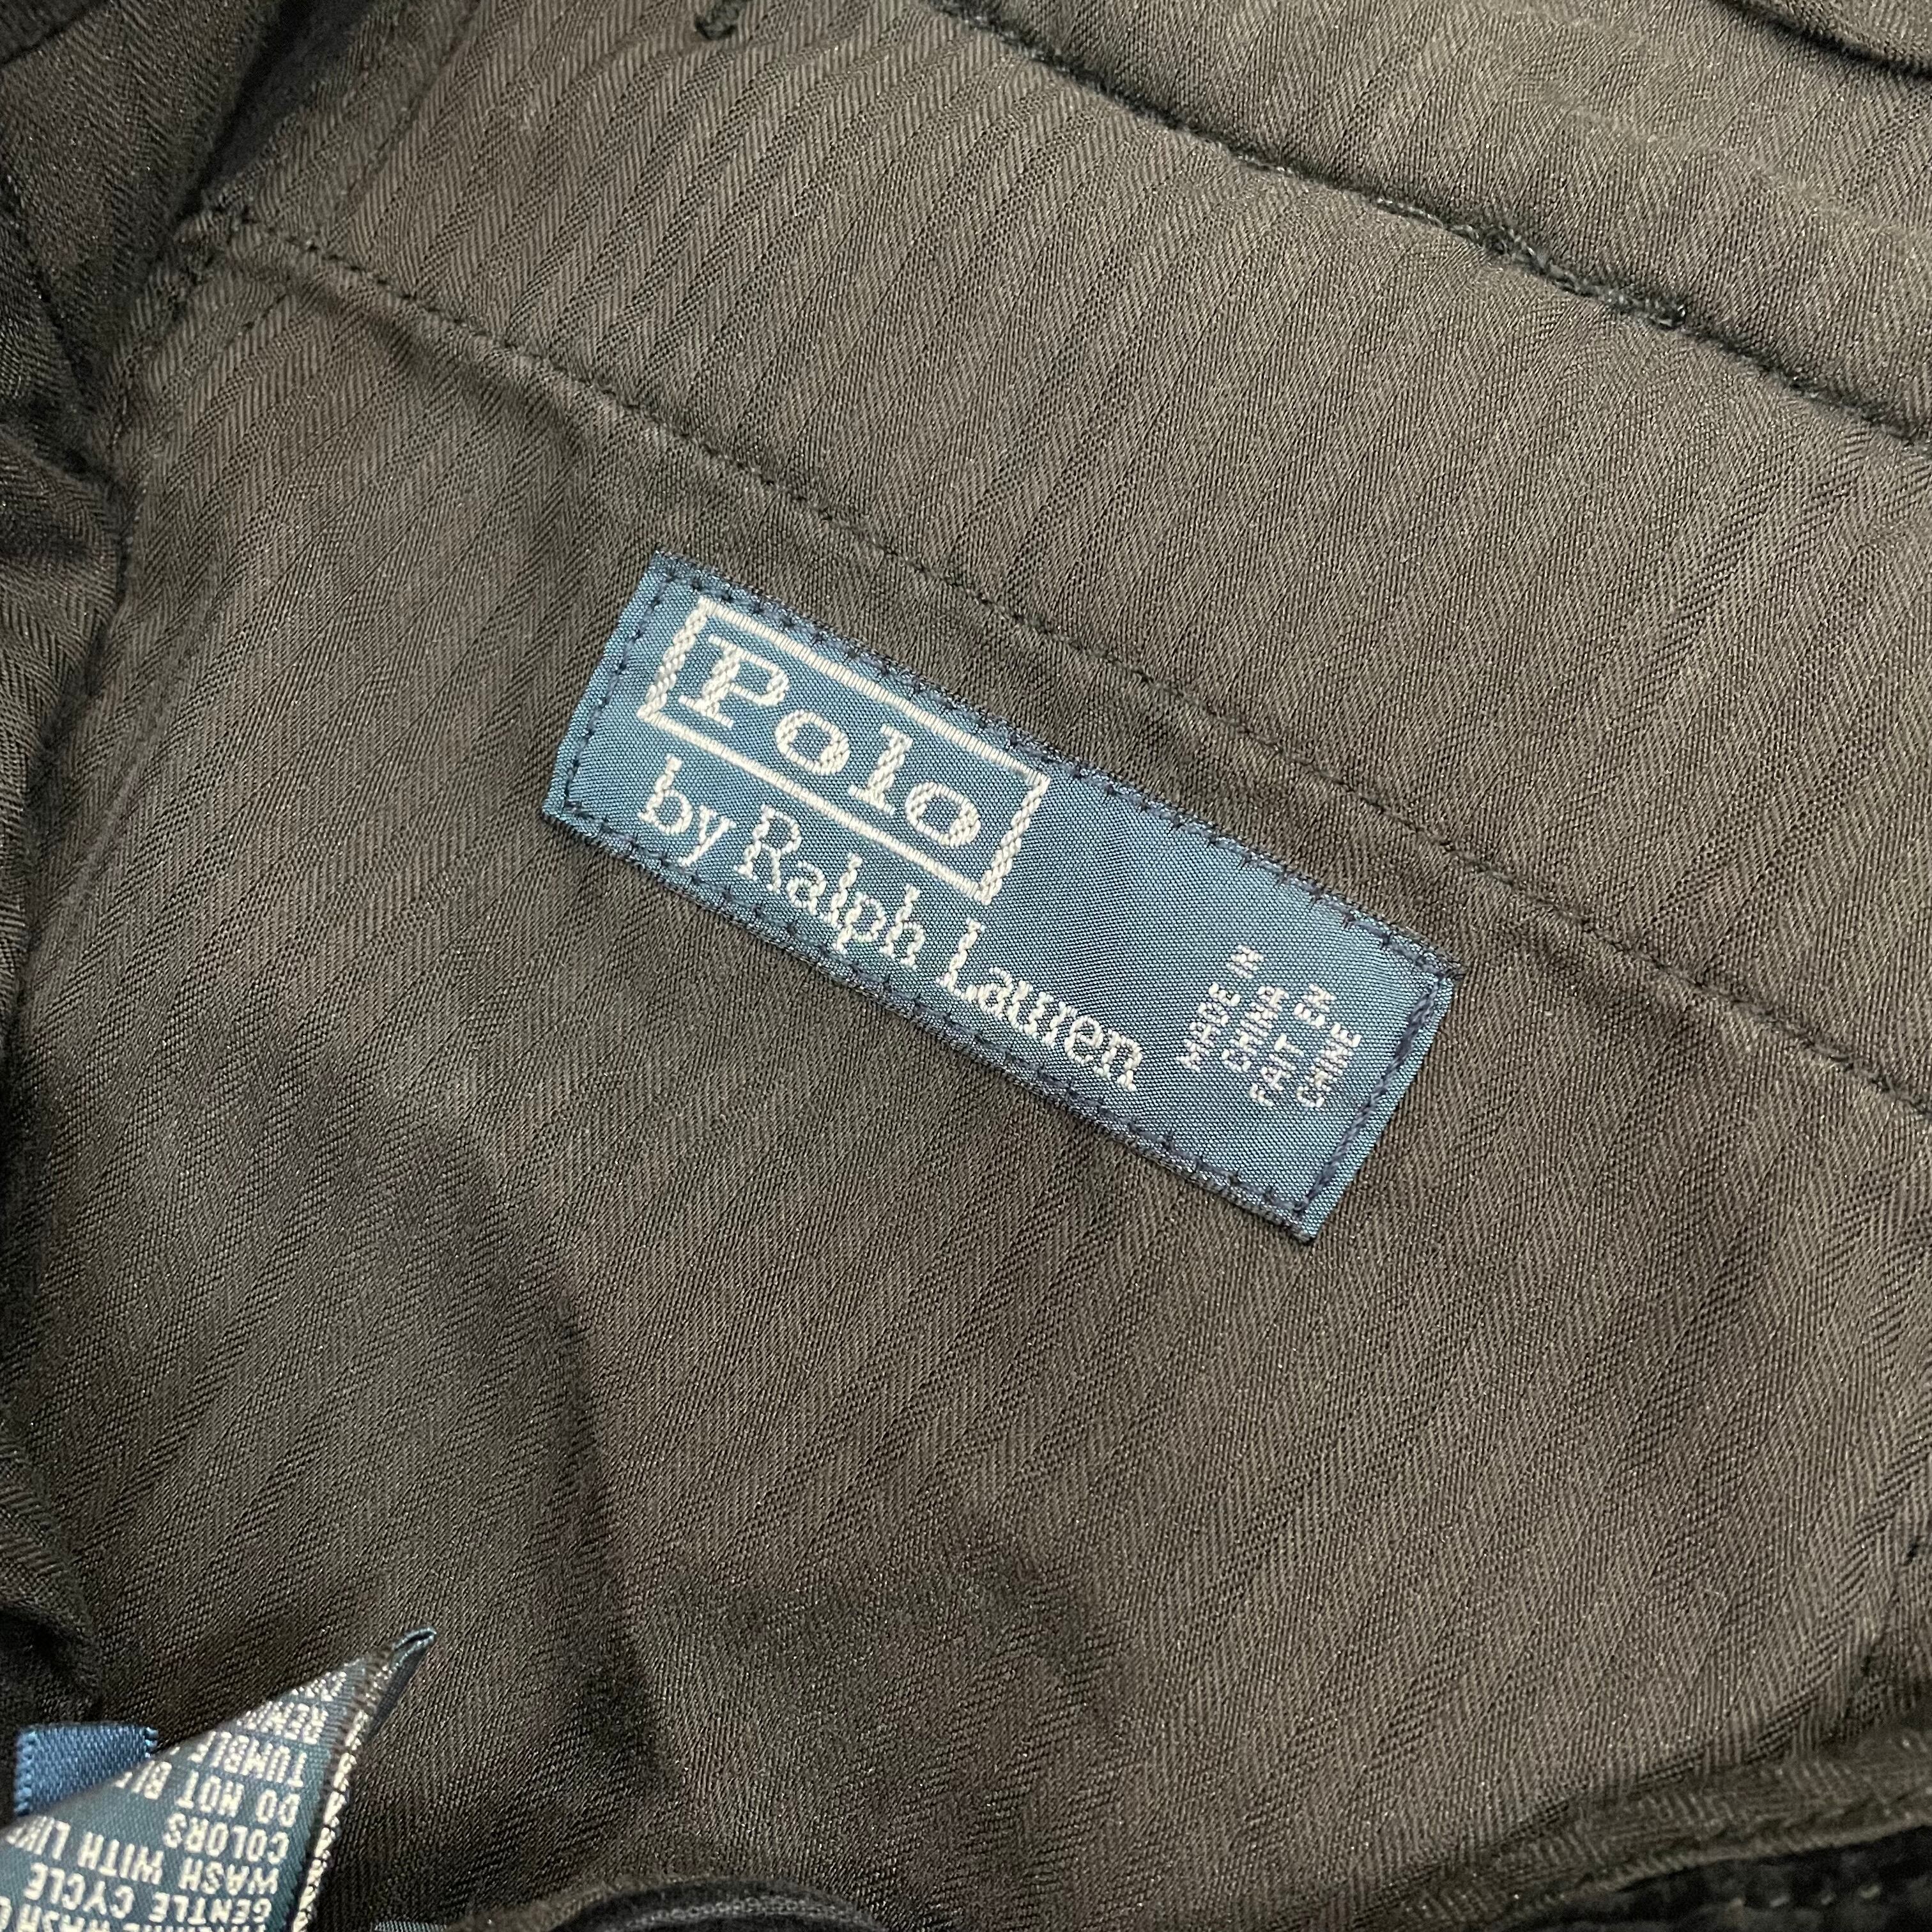 Polo
by Ralph Lauren
MADE IN
CHINA
FAIT EN
CHINE
GENTLE CYCLE
WASH WITH
COLORS
DO NOT
TUMBLE